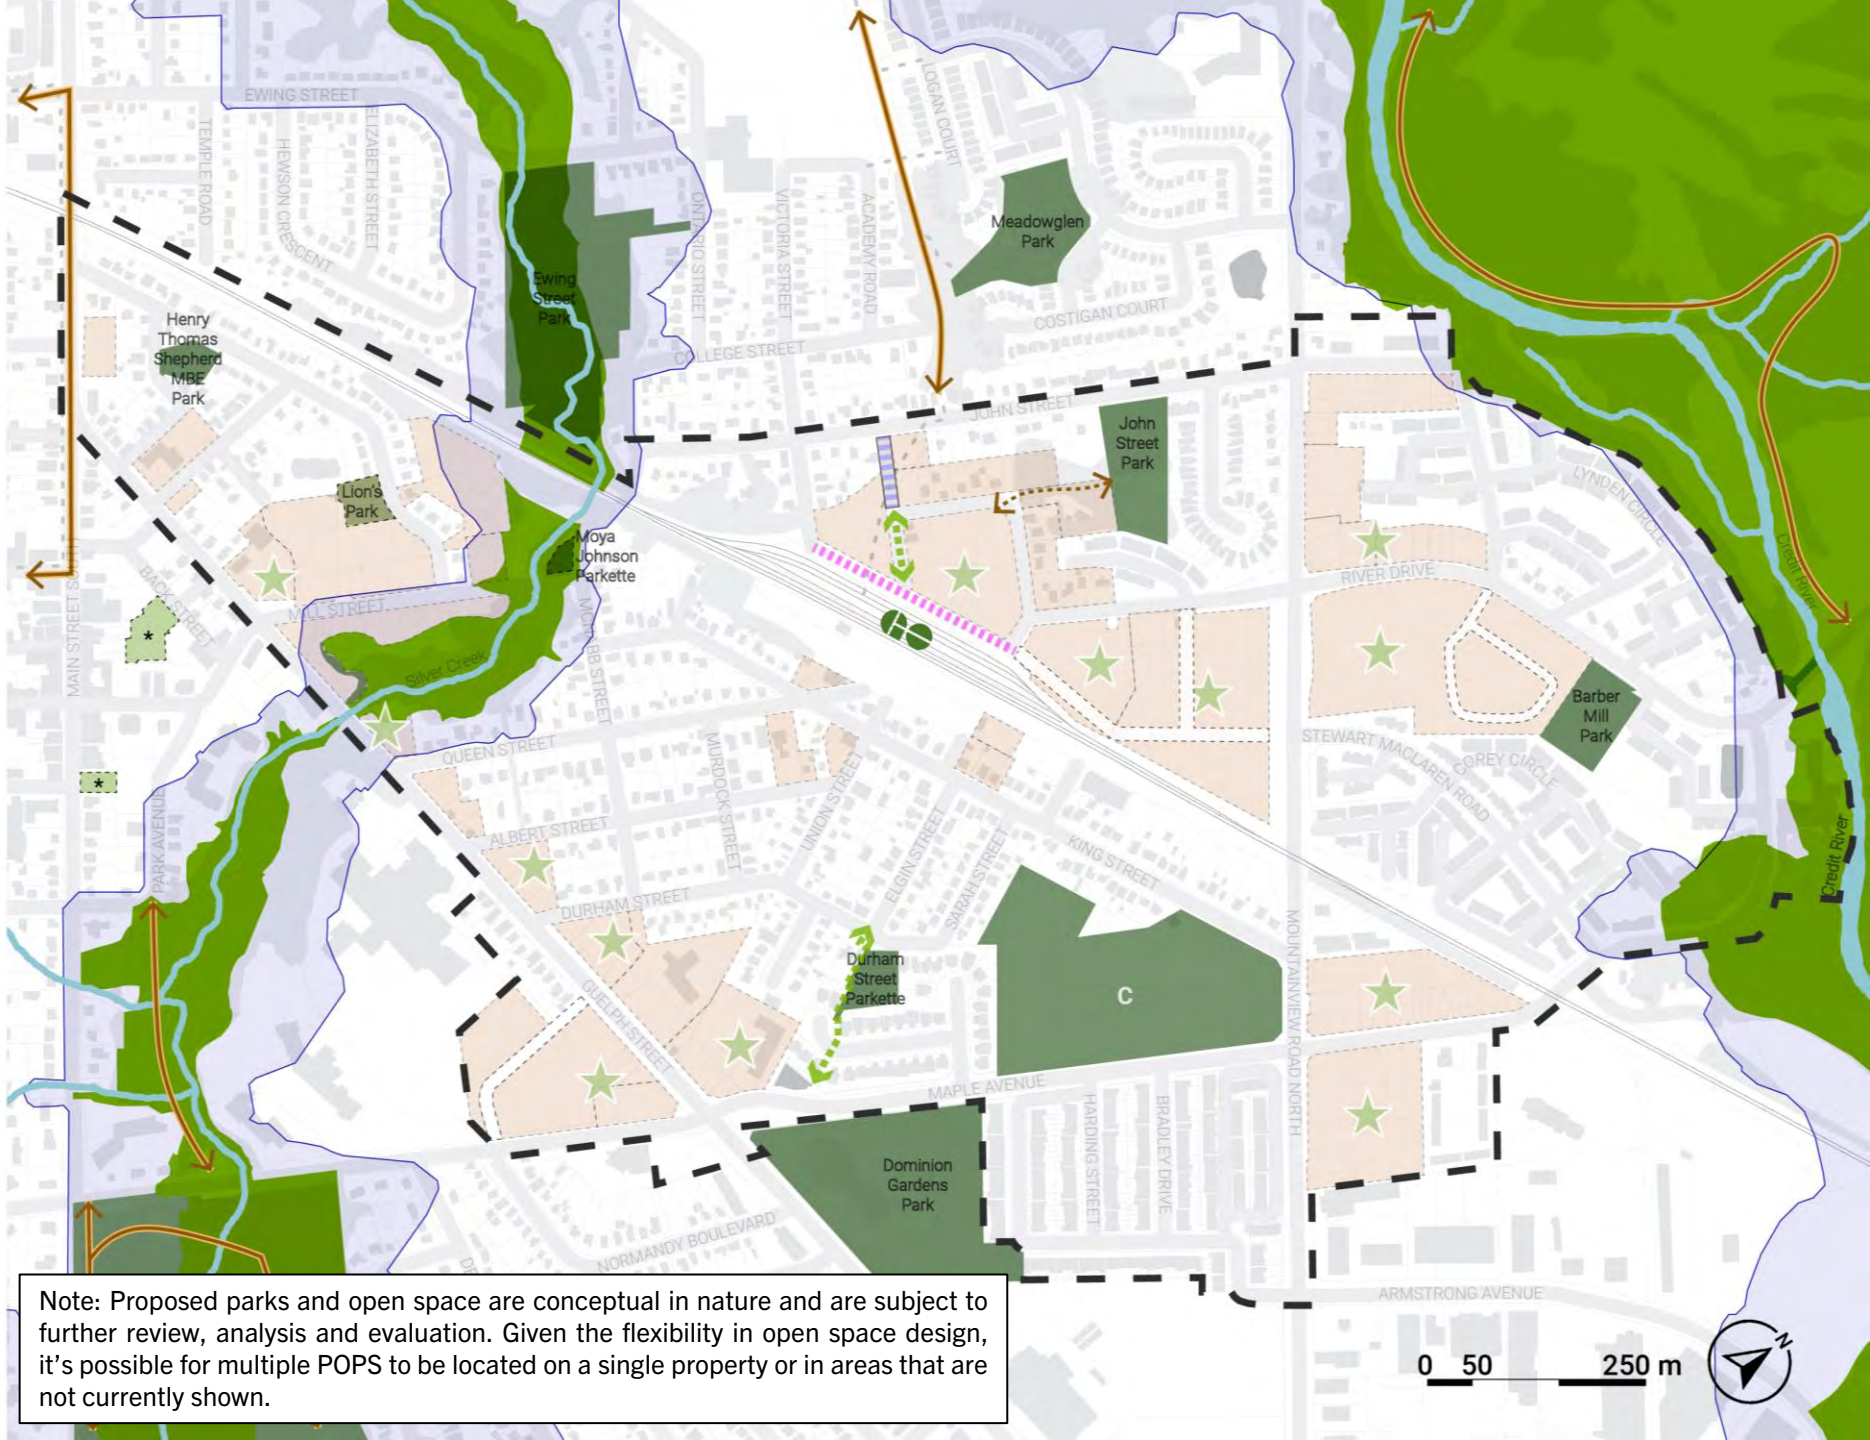 EWING STREET
TEMPLE ROAD
HEWSON CRESCENT
ELIZABETH STREET
ONTARIO STREET
VICTORIA STREET
ACADEMY ROAD
LOGAN COURT
Meadowglen
Park
COSTIGAN COURT
COLLEGE STREET
JOHN STREET
Ewing
Street
Park
Henry
Thomas
Shepherd
MBE
Park
Lion's
Park
John
Street
Park
LYNDEN CIRCLE
Credit River
Moya
Johnson
Parkette
BACK STREET
MILL STREET
MAIN STREET SOUTH
*
*
Silver Creek
MCNABB STREET
RIVER DRIVE
Barber
Mill
Park
STEWART MACLAREN ROAD
COREY CIRCLE
QUEEN STREET
MURDOCK STREET
UNION STREET
ALBERT STREET
ELGIN STREET
SARAH STREET
KING STREET
PARK AVENUE
DURHAM STREET
Credit River
Durham
Street
Parkette
C
GUELPH STREET
MOUNTAINVIEW ROAD NORTH
MAPLE AVENUE
HARDING STREET
BRADLEY DRIVE
Dominion
Gardens
Park
NORMANDY BOULEVARD
ARMSTRONG AVENUE
Note: Proposed parks and open space are conceptual in nature and are subject to
further review, analysis and evaluation. Given the flexibility in open space design,
it's possible for multiple POPS to be located on a single property or in areas that are
not currently shown.
0 50 250 m
N